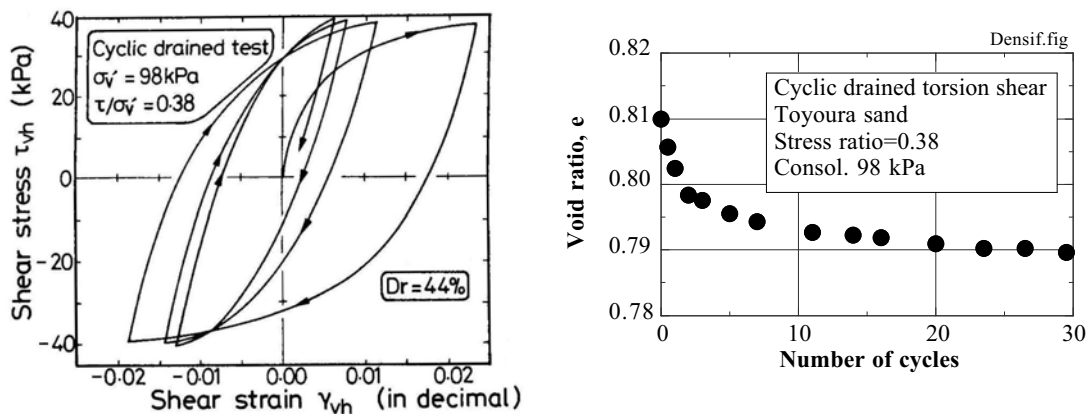 Shear stress τvh (kPa)
40
20
0
−20
−40
Cyclic drained test
σv′ = 98kPa
τ/σv′ = 0.38
Dr = 44%
−0.02
−0.01
0.00
0.01
0.02
Shear strain γvh (in decimal)
Densif.fig
Void ratio, e
0.82
0.81
0.80
0.79
0.78
Cyclic drained torsion shear
Toyoura sand
Stress ratio=0.38
Consol. 98 kPa
0
10
20
30
Number of cycles